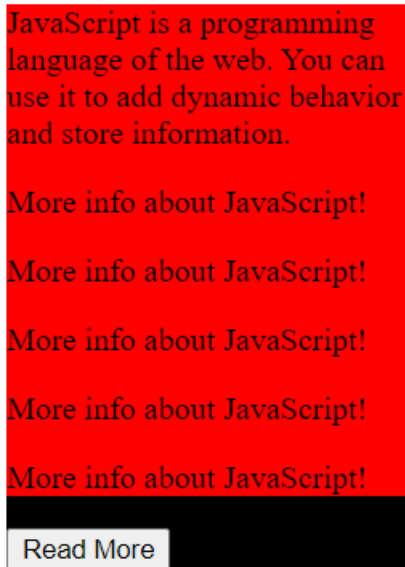 JavaScript is a programming
language of the web. You can
use it to add dynamic behavior
and store information.
More info about JavaScript!
More info about JavaScript!
More info about JavaScript!
More info about JavaScript!
More info about JavaScript!
Read More